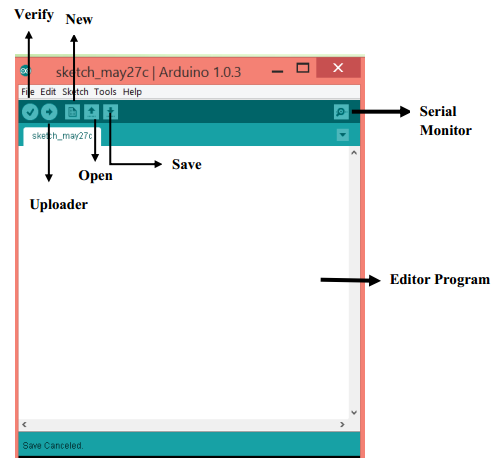 Verify New
sketch_may27c | Arduino 1.0.3
File Edit Sketch Tools Help
Serial
Monitor
sketch_may27c
Save
Open
Uploader
Editor Program
Save Canceled.